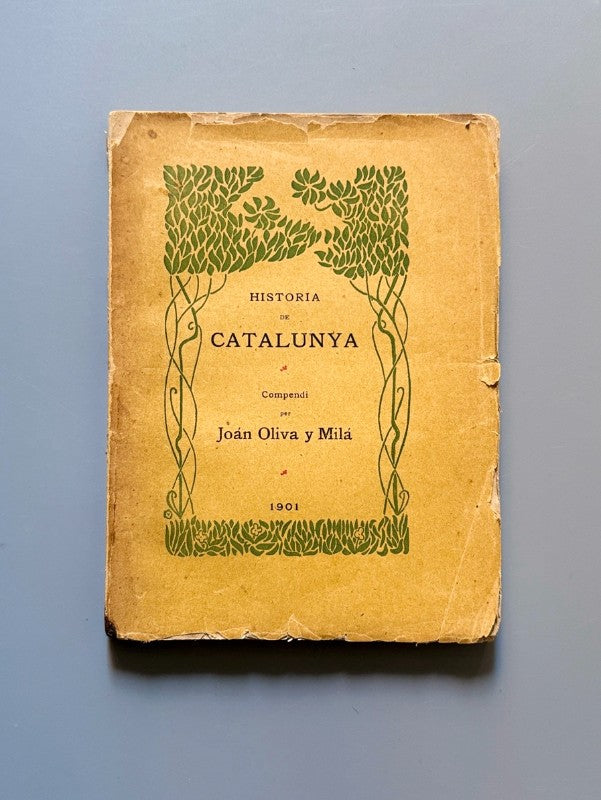 HISTORIA
DE
CATALUNYA
Compendi
per
Joán Oliva y Milá
1901